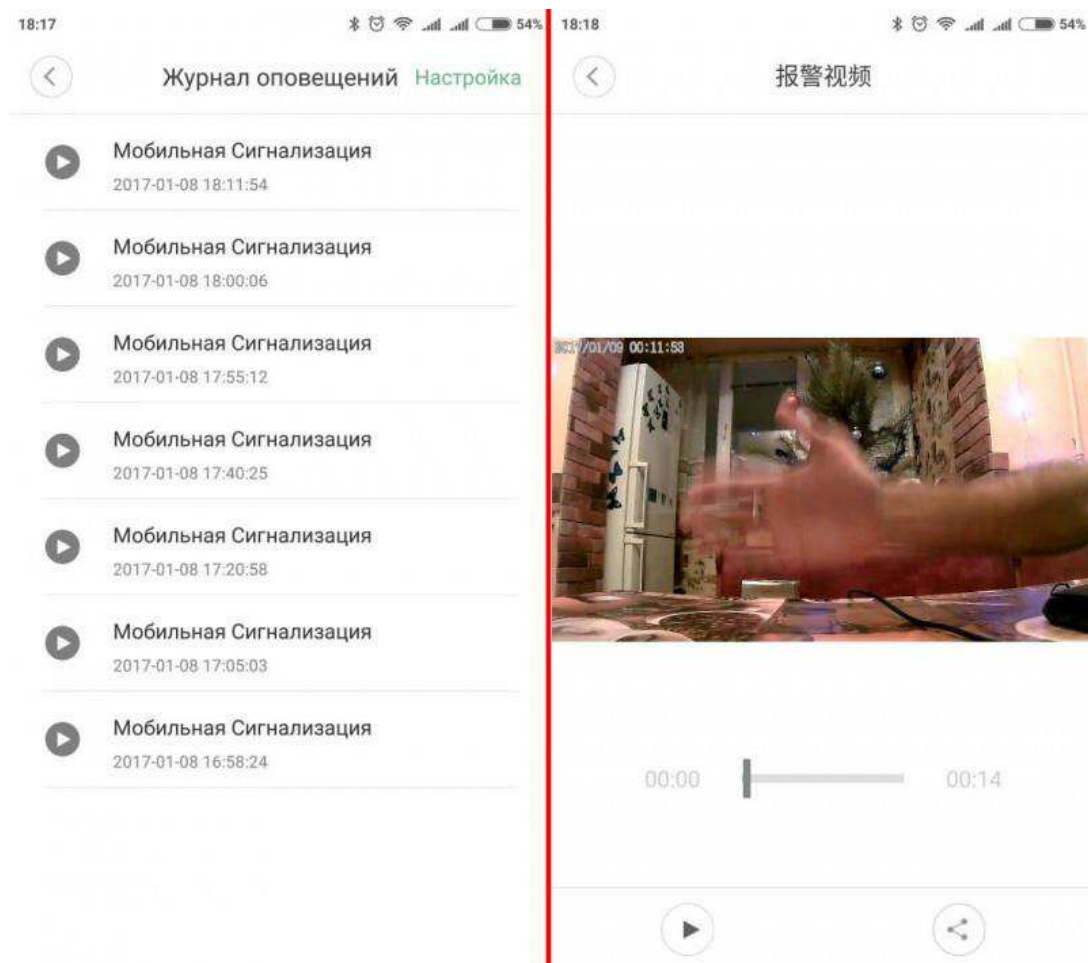 18:17
54%
Журнал оповещений
Настройка
Мобильная Сигнализация
2017-01-08 18:11:54
Мобильная Сигнализация
2017-01-08 18:00:06
Мобильная Сигнализация
2017-01-08 17:55:12
Мобильная Сигнализация
2017-01-08 17:40:25
Мобильная Сигнализация
2017-01-08 17:20:58
Мобильная Сигнализация
2017-01-08 17:05:03
Мобильная Сигнализация
2017-01-08 16:58:24
18:18
54%
报警视频
2017/01/09 00:11:53
00:00
00:14